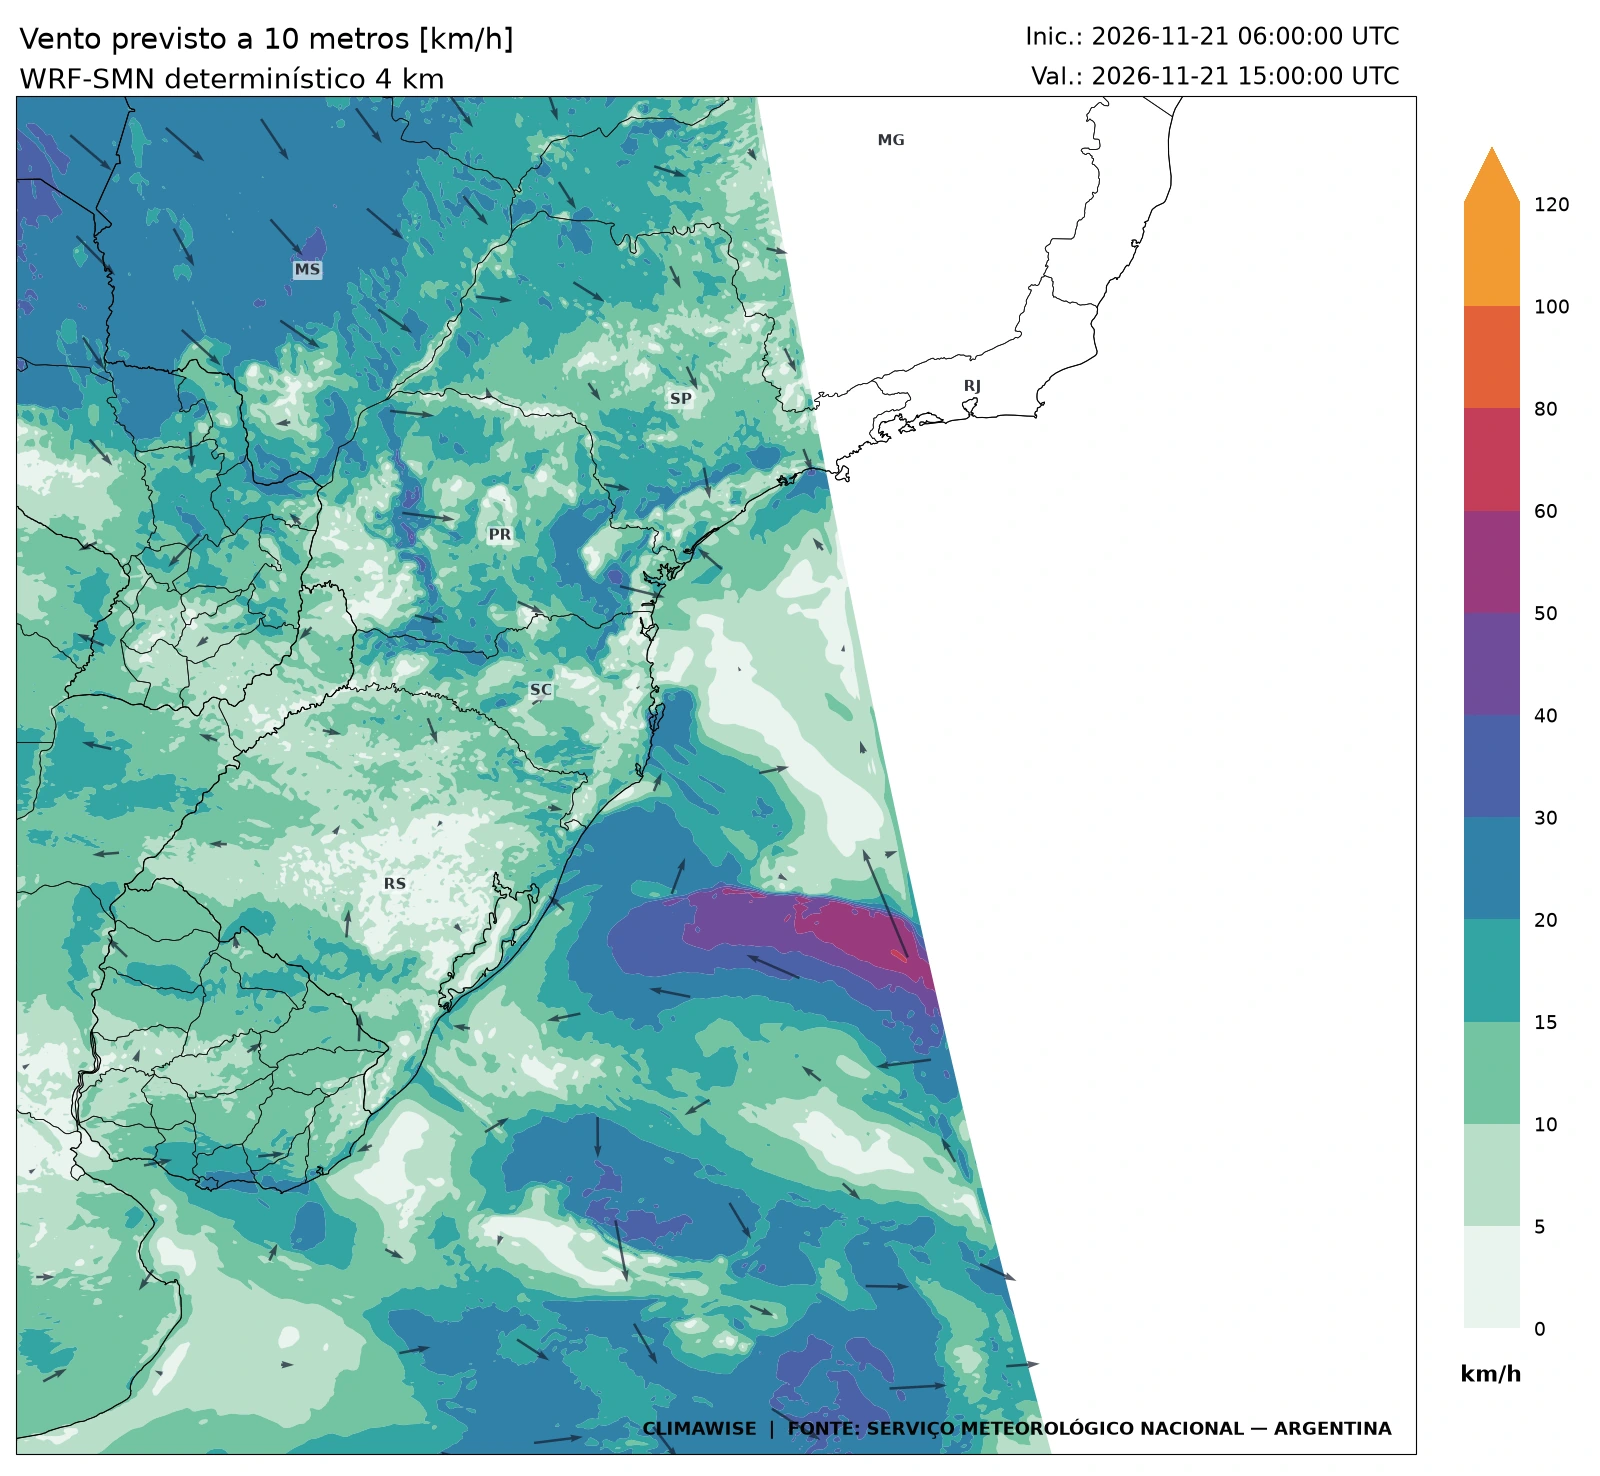 Vento previsto a 10 metros [km/h]
WRF-SMN determinístico 4 km
Inic.: 2026-11-21 06:00:00 UTC
Val.: 2026-11-21 15:00:00 UTC
MG
MS
RJ
SP
PR
SC
RS
120
100
80
60
50
40
30
20
15
10
5
0
km/h
CLIMAWISE | FONTE: SERVIÇO METEOROLÓGICO NACIONAL — ARGENTINA